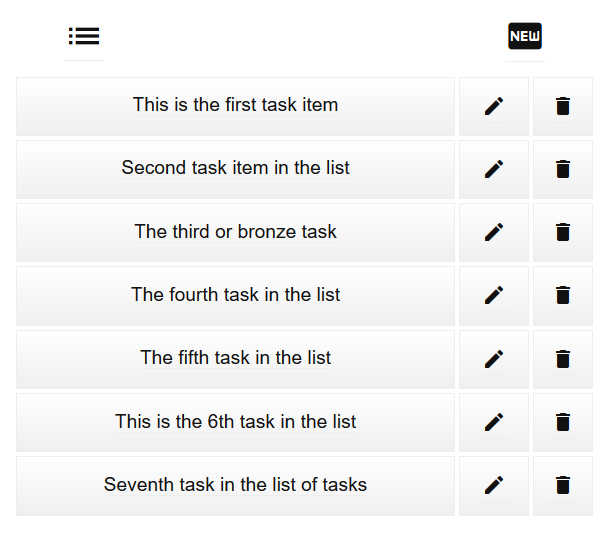 NEW
This is the first task item
Second task item in the list
The third or bronze task
The fourth task in the list
The fifth task in the list
This is the 6th task in the list
Seventh task in the list of tasks